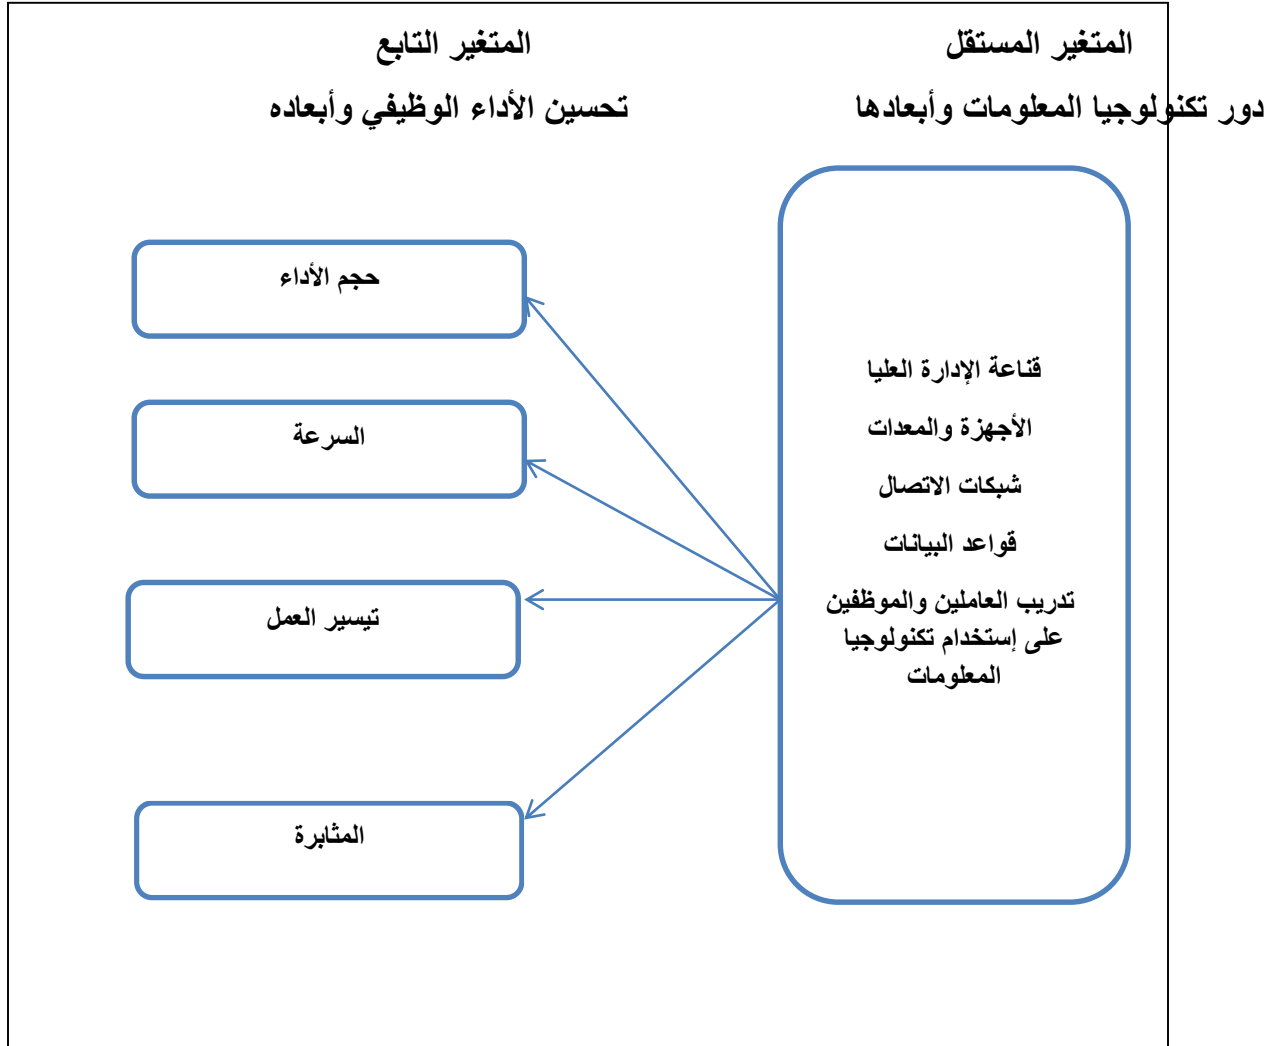 المتغير المستقل
المتغير التابع
دور تكنولوجيا المعلومات وأبعادها
تحسين الأداء الوظيفي وأبعاده
قناعة الإدارة العليا
الأجهزة والمعدات
شبكات الاتصال
قواعد البيانات
تدريب العاملين والموظفين
على إستخدام تكنولوجيا
المعلومات
حجم الأداء
السرعة
تيسير العمل
المثابرة